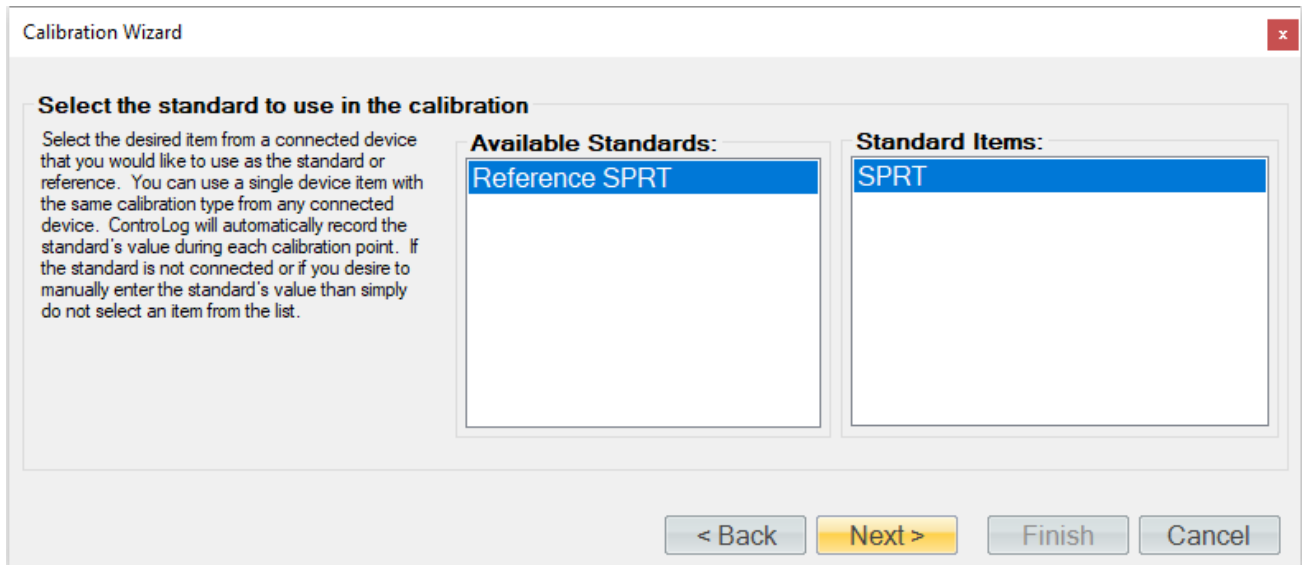 Calibration Wizard
x
Select the standard to use in the calibration
Select the desired item from a connected device
that you would like to use as the standard or
reference. You can use a single device item with
the same calibration type from any connected
device. ControLog will automatically record the
standard's value during each calibration point. If
the standard is not connected or if you desire to
manually enter the standard's value than simply
do not select an item from the list.
Available Standards:
Reference SPRT
Standard Items:
SPRT
< Back
Next >
Finish
Cancel